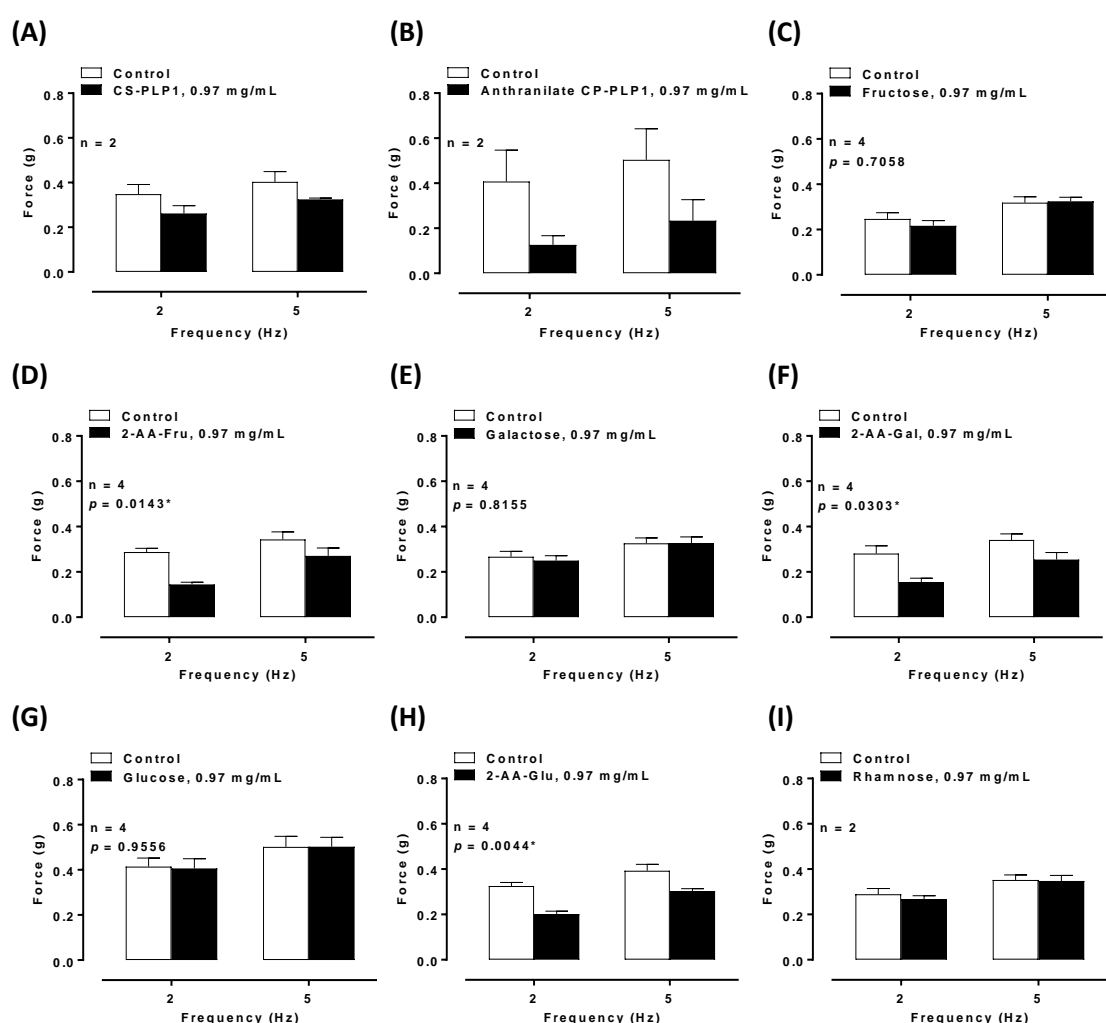 (A)
Control
CS-PLP1, 0.97 mg/mL
0.8
0.6
0.4
0.2
0.0
Force (g)
n = 2
2
5
Frequency (Hz)
(B)
Control
Anthranilate CP-PLP1, 0.97 mg/mL
0.8
0.6
0.4
0.2
0.0
Force (g)
n = 2
2
5
Frequency (Hz)
(C)
Control
Fructose, 0.97 mg/mL
0.8
0.6
0.4
0.2
0.0
Force (g)
n = 4
p = 0.7058
2
5
Frequency (Hz)
(D)
Control
2-AA-Fru, 0.97 mg/mL
0.8
0.6
0.4
0.2
0.0
Force (g)
n = 4
p = 0.0143*
2
5
Frequency (Hz)
(E)
Control
Galactose, 0.97 mg/mL
0.8
0.6
0.4
0.2
0.0
Force (g)
n = 4
p = 0.8155
2
5
Frequency (Hz)
(F)
Control
2-AA-Gal, 0.97 mg/mL
0.8
0.6
0.4
0.2
0.0
Force (g)
n = 4
p = 0.0303*
2
5
Frequency (Hz)
(G)
Control
Glucose, 0.97 mg/mL
0.8
0.6
0.4
0.2
0.0
Force (g)
n = 4
p = 0.9556
2
5
Frequency (Hz)
(H)
Control
2-AA-Glu, 0.97 mg/mL
0.8
0.6
0.4
0.2
0.0
Force (g)
n = 4
p = 0.0044*
2
5
Frequency (Hz)
(I)
Control
Rhamnose, 0.97 mg/mL
0.8
0.6
0.4
0.2
0.0
Force (g)
n = 2
2
5
Frequency (Hz)